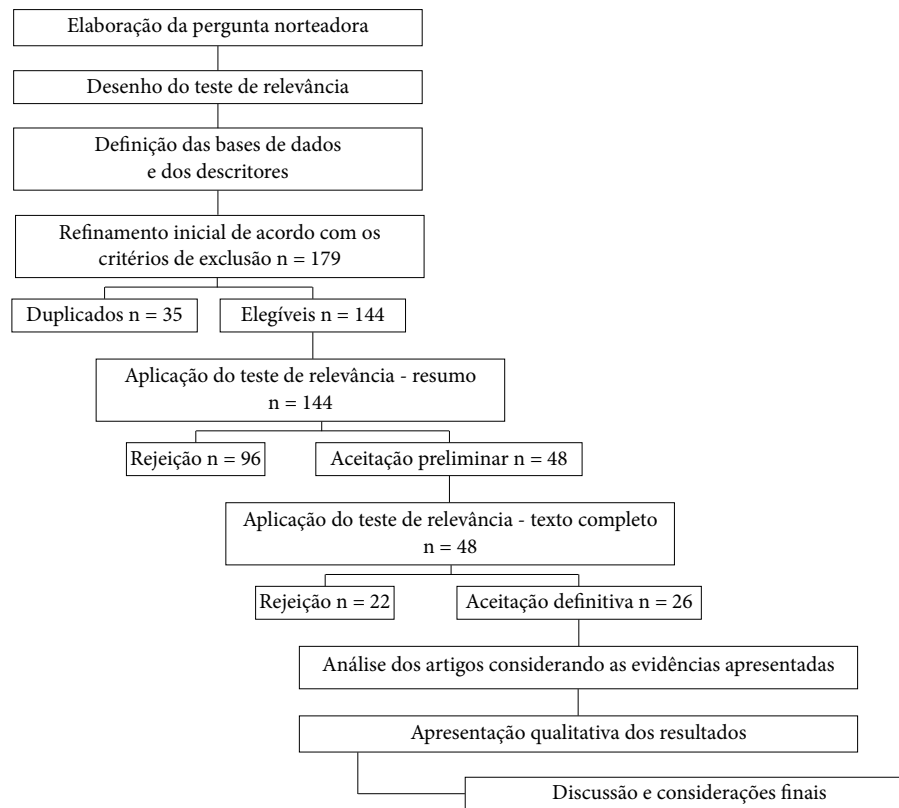 Elaboração da pergunta norteadora
Desenho do teste de relevância
Definição das bases de dados
e dos descritores
Refinamento inicial de acordo com os
critérios de exclusão n = 179
Duplicados n = 35
Elegíveis n = 144
Aplicação do teste de relevância - resumo
n = 144
Rejeição n = 96
Aceitação preliminar n = 48
Aplicação do teste de relevância - texto completo
n = 48
Rejeição n = 22
Aceitação definitiva n = 26
Análise dos artigos considerando as evidências apresentadas
Apresentação qualitativa dos resultados
Discussão e considerações finais